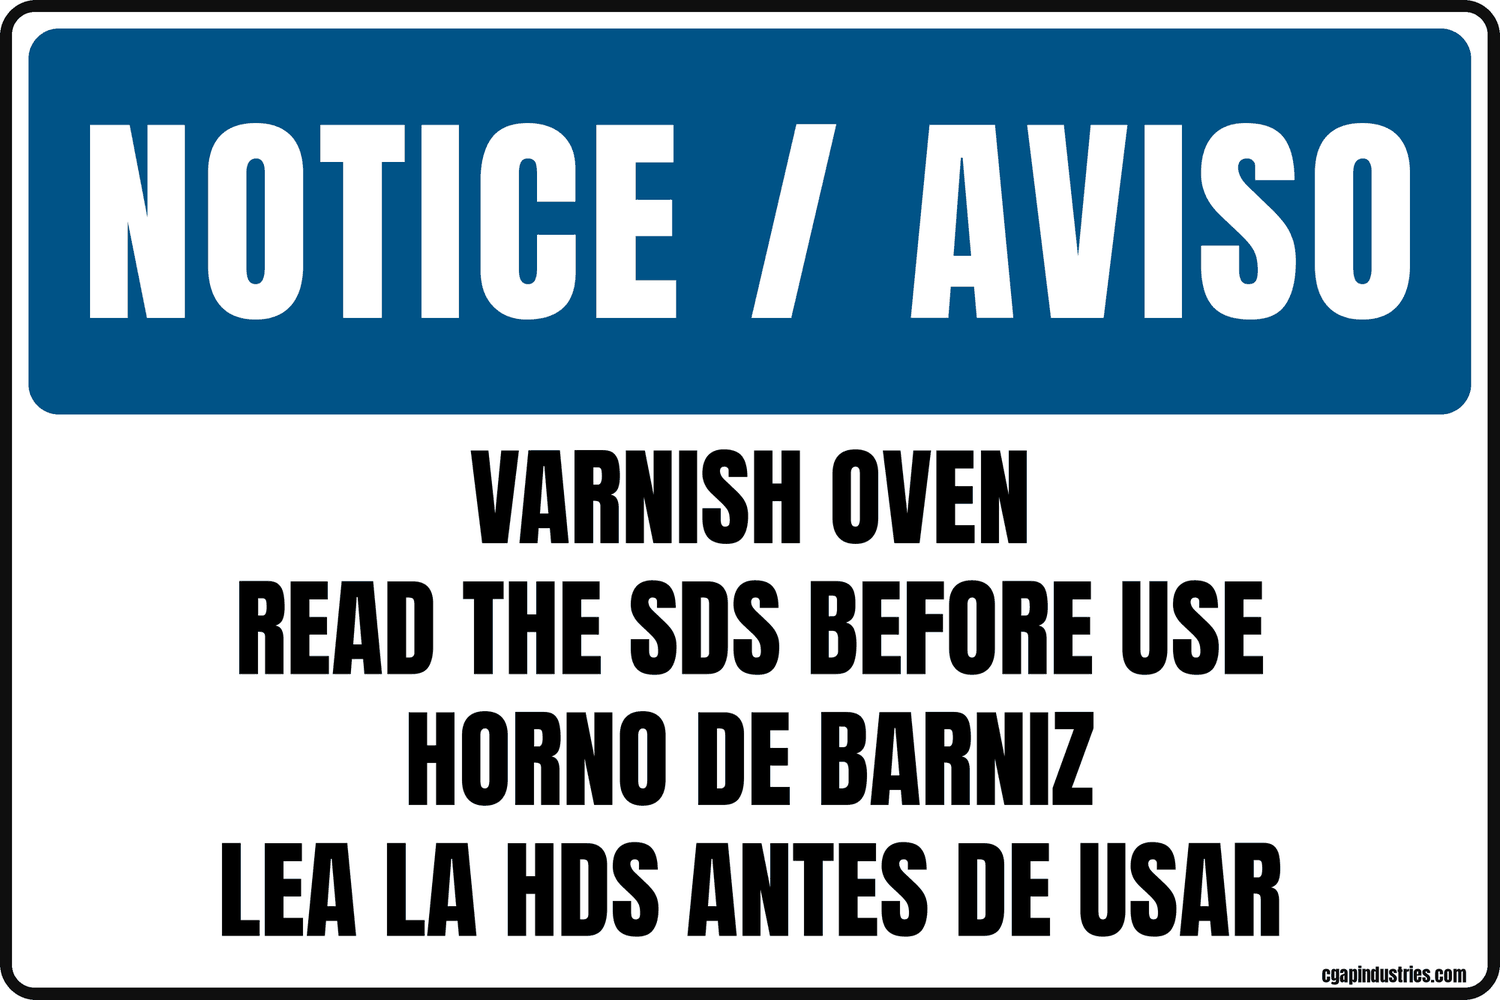 NOTICE / AVISO
VARNISH OVEN
READ THE SDS BEFORE USE
HORNO DE BARNIZ
LEA LA HDS ANTES DE USAR
cgapindustries.com